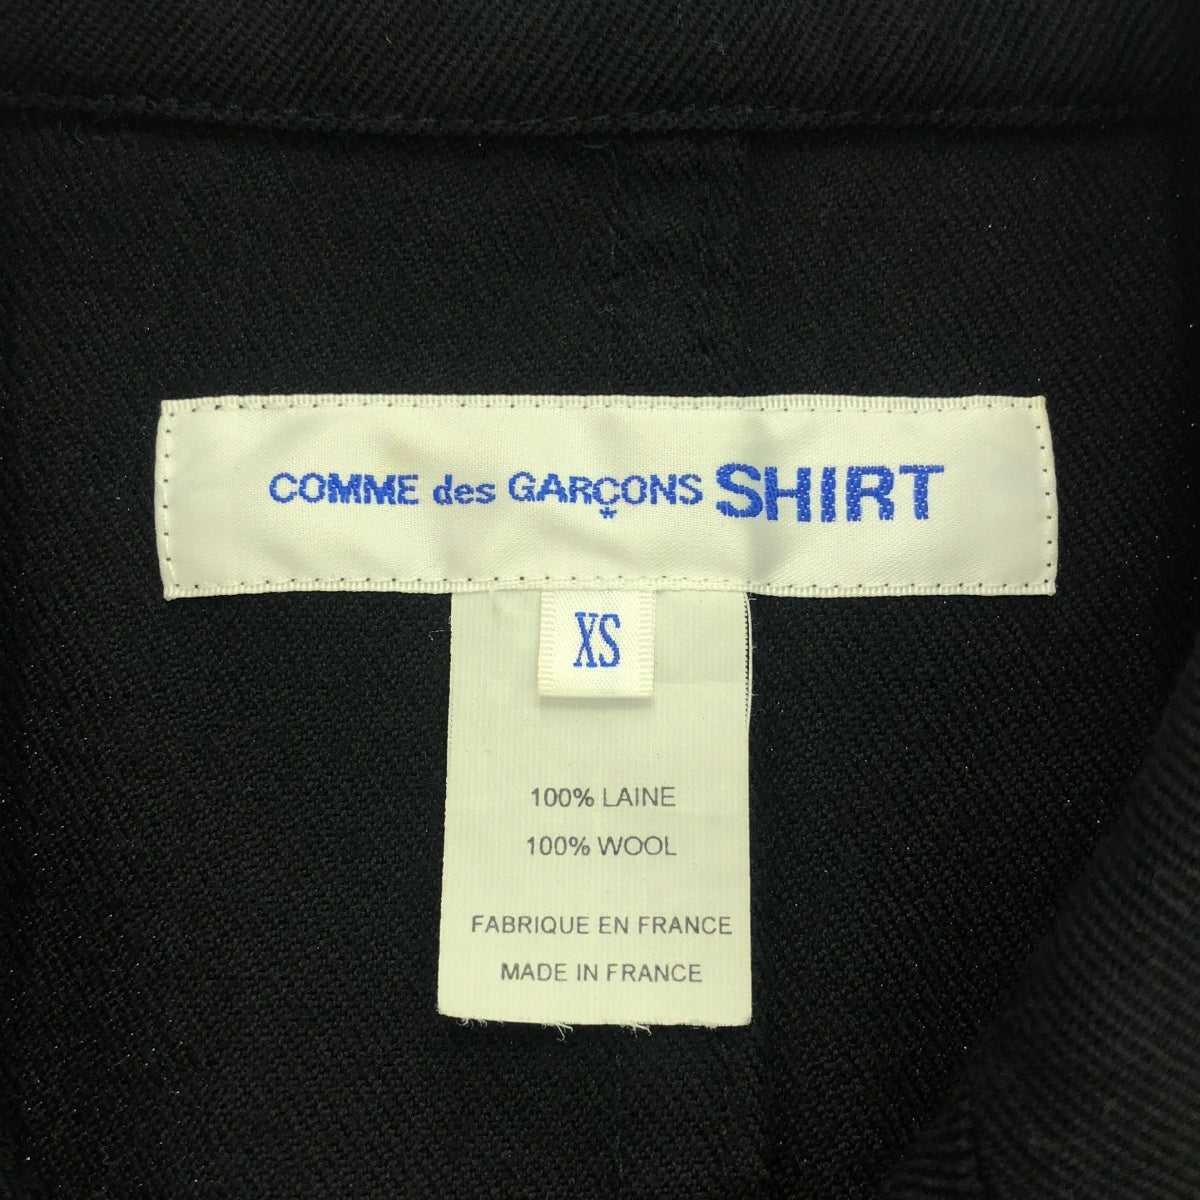 COMME des GARÇONS SHIRT
XS
100% LAINE
100% WOOL
FABRIQUE EN FRANCE
MADE IN FRANCE